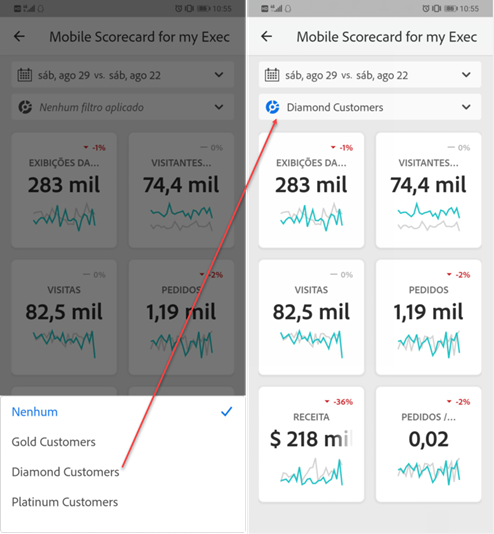 10:55
Mobile Scorecard for my Exec
sáb, ago 29 vs. sáb, ago 22
Nenhum filtro aplicado
-1%
EXIBIÇÕES DA...
283 mil
0%
VISITANTES...
74,4 mil
0%
VISITAS
82,5 mil
-2%
PEDIDOS
1,19 mil
Nenhum
Gold Customers
Diamond Customers
Platinum Customers
10:55
Mobile Scorecard for my Exec
sáb, ago 29 vs. sáb, ago 22
Diamond Customers
-1%
EXIBIÇÕES DA...
283 mil
0%
VISITANTES...
74,4 mil
0%
VISITAS
82,5 mil
-2%
PEDIDOS
1,19 mil
-36%
RECEITA
$ 218 mil
-2%
PEDIDOS /...
0,02